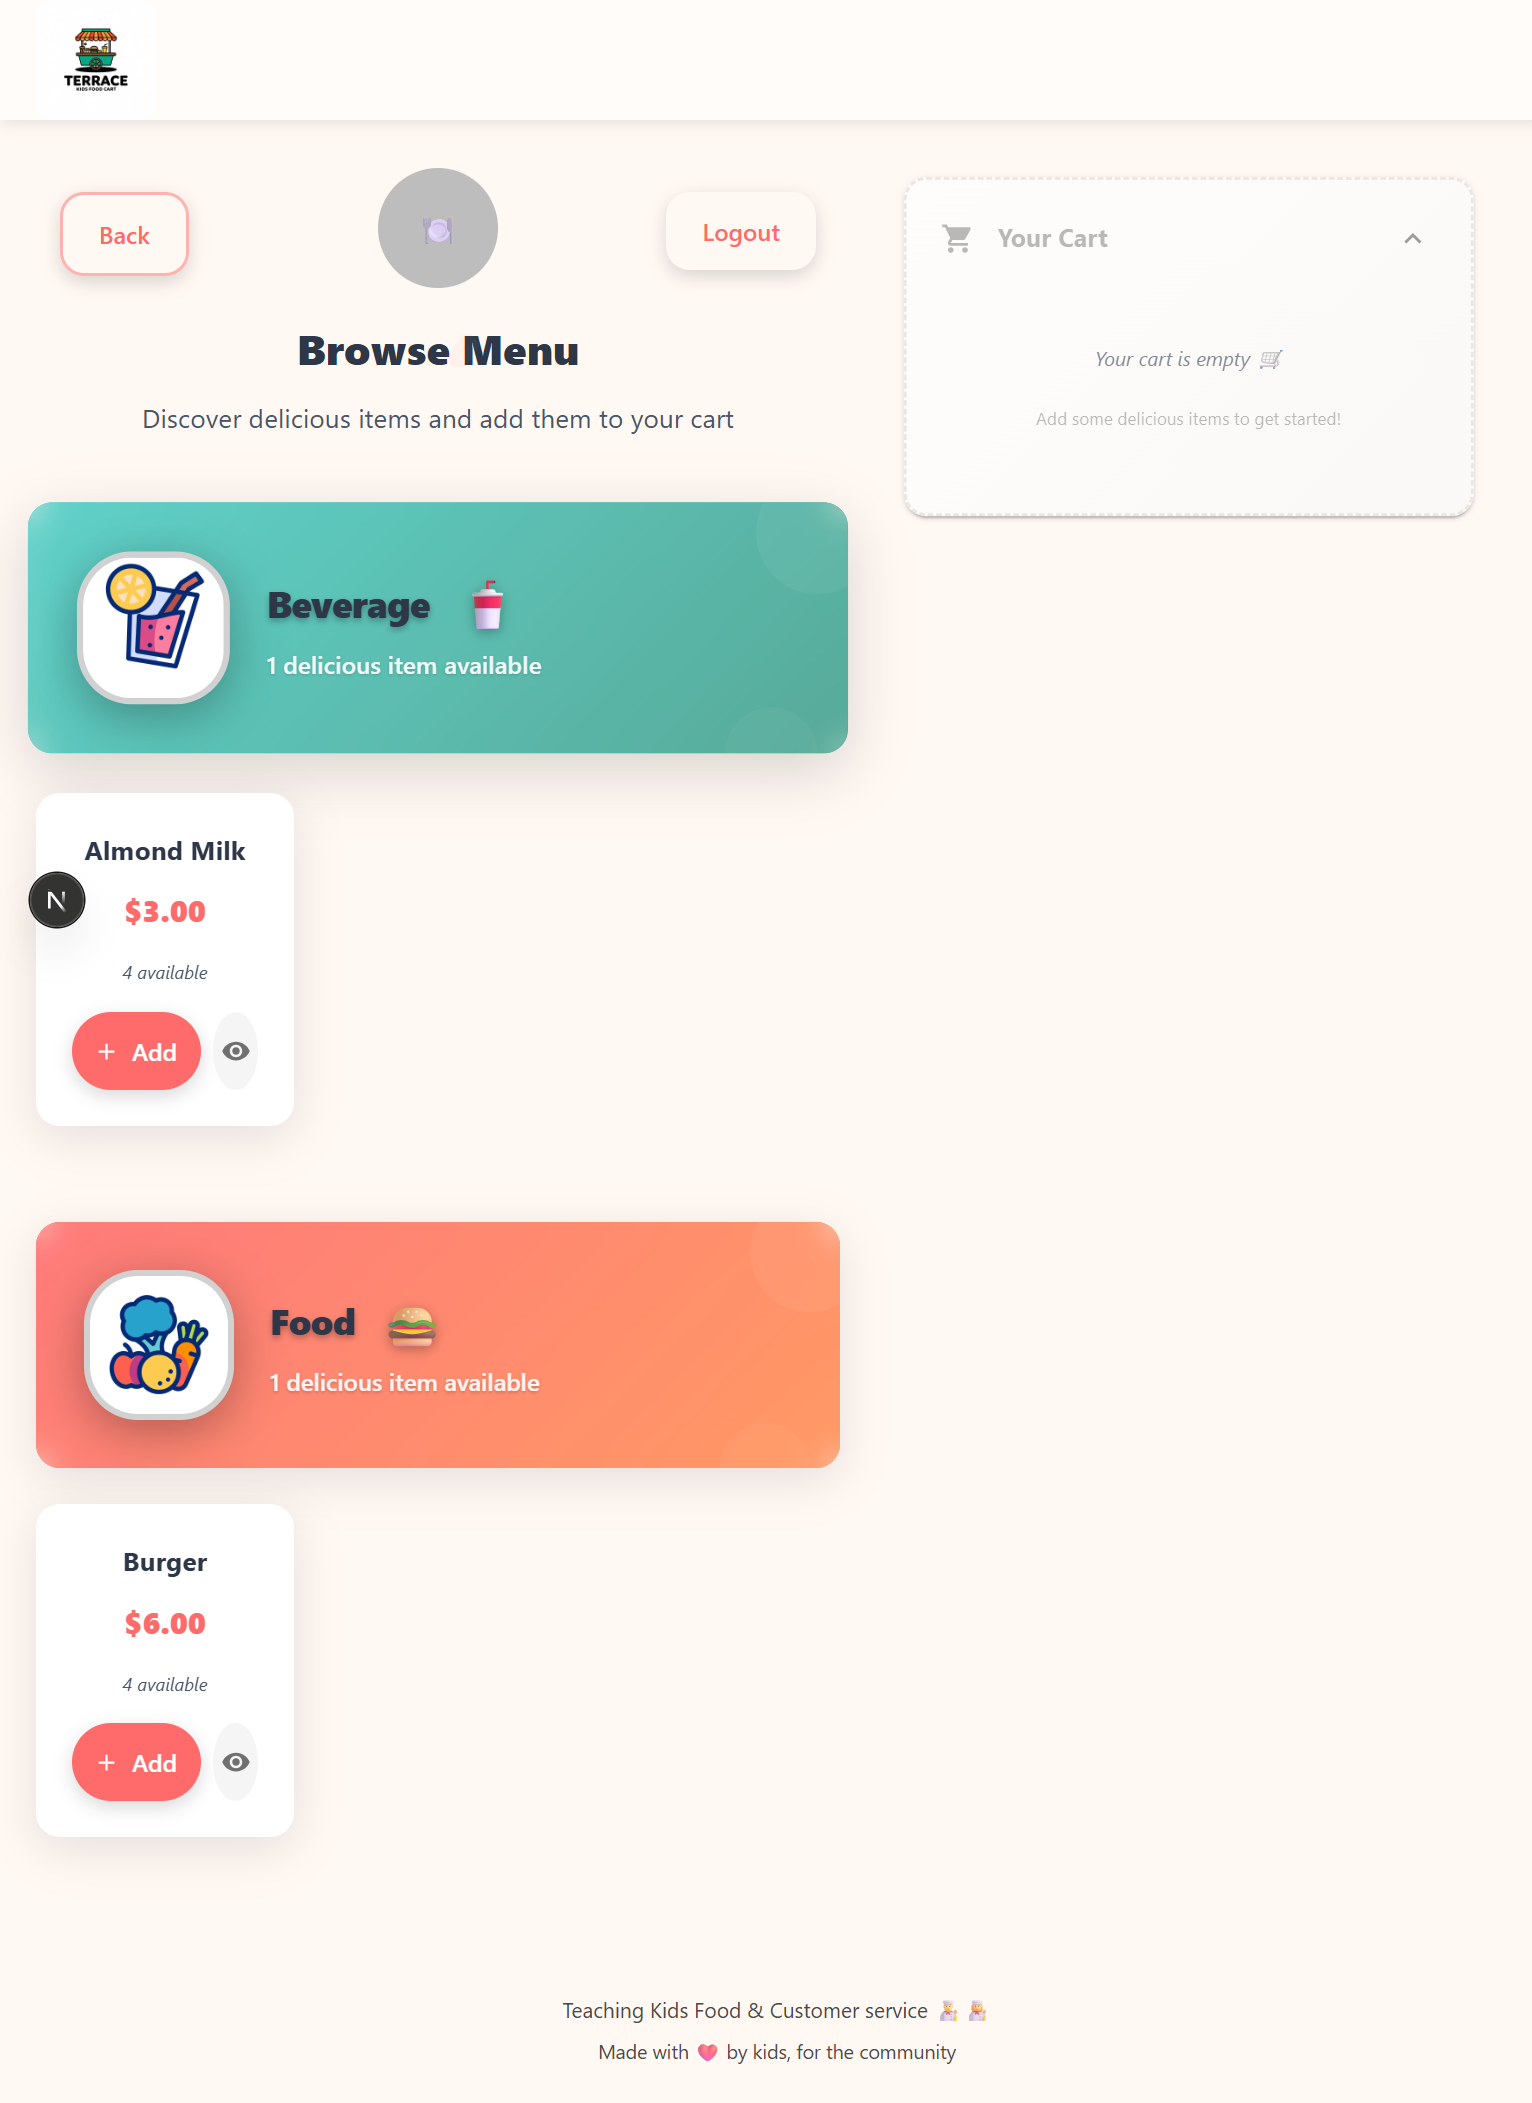 TERRACE
KIDS FOOD CART
Back
Logout
Browse Menu
Discover delicious items and add them to your cart
Your Cart
Your cart is empty
Add some delicious items to get started!
Beverage
1 delicious item available
Almond Milk
$3.00
4 available
+ Add
N
Food
1 delicious item available
Burger
$6.00
4 available
+ Add
Teaching Kids Food & Customer service
Made with ❤️ by kids, for the community